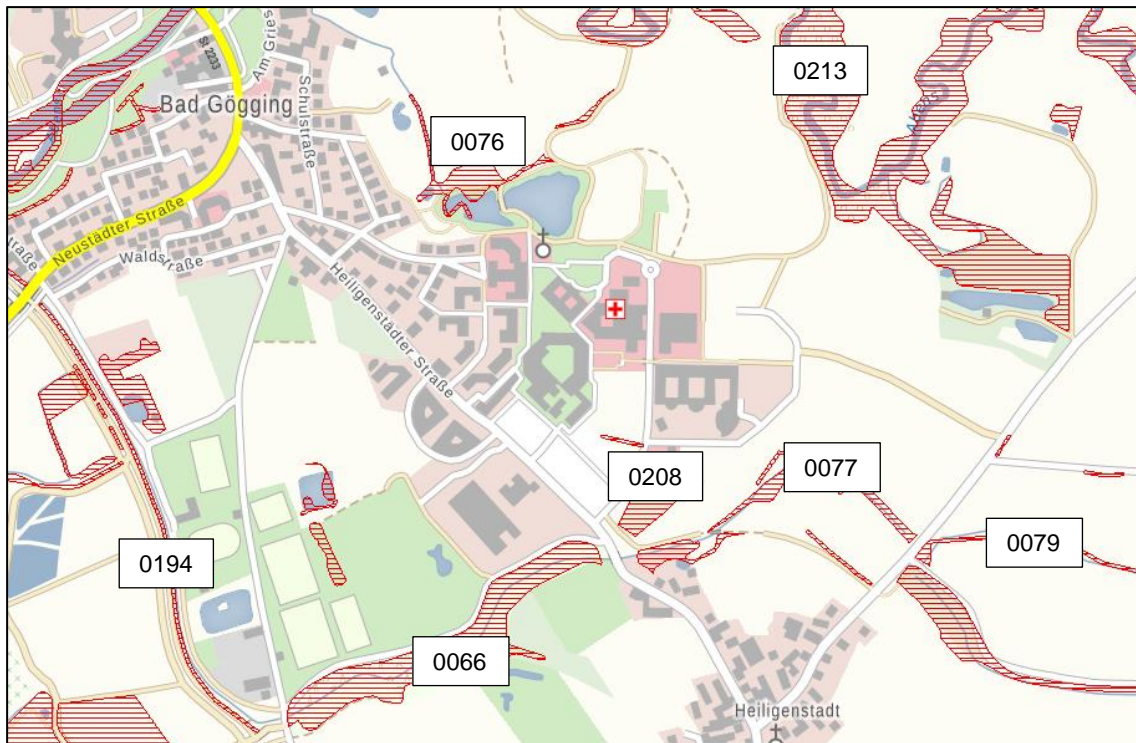 St 2233
Am Gries
Schulstraße
0213
Bad Gögging
0076
Neustädter Straße
Waldstraße
Heiligenstädter Straße
0208
0077
0079
0194
0066
Heiligenstadt